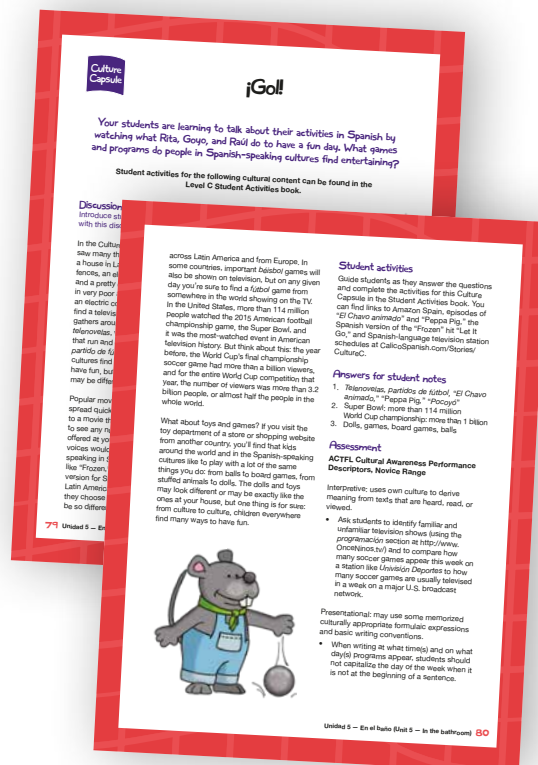 Culture
Capsule
¡Gol!
Your students are learning to talk about their activities in Spanish by
watching what Rita, Goyo, and Raúl do to have a fun day. What games
and programs do people in Spanish-speaking cultures find entertaining?
Student activities for the following cultural content can be found in the
Level C Student Activities book.
Discussion
Introduce
with this
In the
saw many
a house in
fences, an
and a pretty
in very poor
an electric
find a
gathers
telenovelas,
that run and
partido de
cultures find
have fun, but
may be
Popular
spread
to a movie
to see any
offered at
voices would
speaking in
like "Frozen,"
version for
Latin
they choose
be so
79 Unidad 5 —
across Latin America and from Europe. In
some countries, important béisbol games will
also be shown on television, but on any given
day you're sure to find a fútbol game from
somewhere in the world showing on the TV.
In the United States, more than 114 million
people watched the 2015 American football
championship game, the Super Bowl, and
it was the most-watched event in American
television history. But think about this: the year
before, the World Cup's final championship
soccer game had more than a billion viewers,
and for the entire World Cup competition that
year, the number of viewers was more than 3.2
billion people, or almost half the people in the
whole world.
What about toys and games? If you visit the
toy department of a store or shopping website
from another country, you'll find that kids
around the world and in the Spanish-speaking
cultures like to play with a lot of the same
things you do: from balls to board games, from
stuffed animals to dolls. The dolls and toys
may look different or may be exactly like the
ones at your house, but one thing is for sure:
from culture to culture, children everywhere
find many ways to have fun.
Student activities
Guide students as they answer the questions
and complete the activities for this Culture
Capsule in the Student Activities book. You
can find links to Amazon Spain, episodes of
"El Chavo animado" and "Peppa Pig," the
Spanish version of the "Frozen" hit "Let It
Go," and Spanish-language television station
schedules at CalicoSpanish.com/Stories/
CultureC.
Answers for student notes
1. Telenovelas, partidos de fútbol, "El Chavo
animado," "Peppa Pig," "Pocoyó"
2. Super Bowl: more than 114 million
World Cup championship: more than 1 billion
3. Dolls, games, board games, balls
Assessment
ACTFL Cultural Awareness Performance
Descriptors, Novice Range
Interpretive: uses own culture to derive
meaning from texts that are heard, read, or
viewed.
• Ask students to identify familiar and
unfamiliar television shows (using the
programación section at http://www.
OnceNinos.tv/) and to compare how
many soccer games appear this week on
a station like Univisión Deportes to how
many soccer games are usually televised
in a week on a major U.S. broadcast
network.
Presentational: may use some memorized
culturally appropriate formulaic expressions
and basic writing conventions.
• When writing at what time(s) and on what
day(s) programs appear, students should
not capitalize the day of the week when it
is not at the beginning of a sentence.
Unidad 5 — En el baño (Unit 5 — In the bathroom) 80